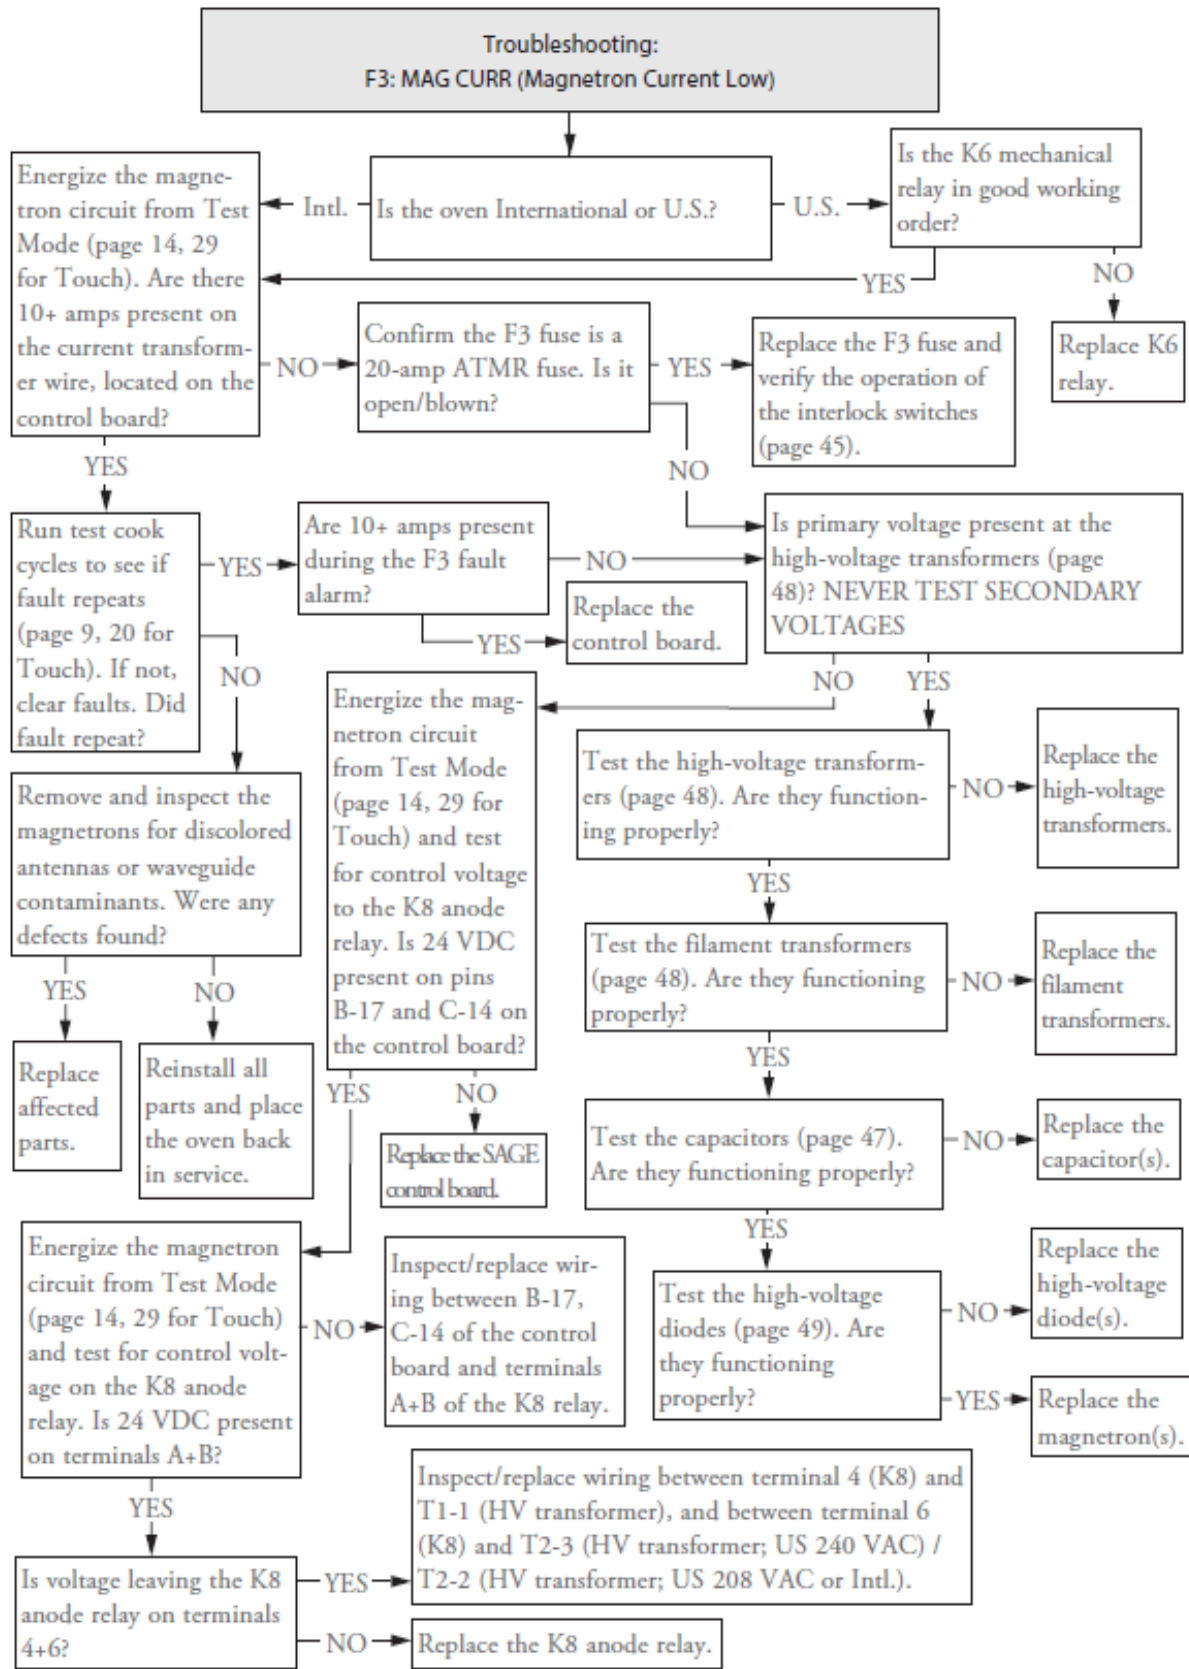 Troubleshooting:
F3: MAG CURR (Magnetron Current Low)
Is the oven International or U.S.?
Intl.
U.S.
Energize the magne-
tron circuit from Test
Mode (page 14, 29
for Touch). Are there
10+ amps present on
the current transform-
er wire, located on the
control board?
Is the K6 mechanical
relay in good working
order?
YES
NO
Replace K6
relay.
NO
Confirm the F3 fuse is a
20-amp ATMR fuse. Is it
open/blown?
YES
Replace the F3 fuse and
verify the operation of
the interlock switches
(page 45).
NO
YES
Run test cook
cycles to see if
fault repeats
(page 9, 20 for
Touch). If not,
clear faults. Did
fault repeat?
YES
Are 10+ amps present
during the F3 fault
alarm?
NO
Is primary voltage present at the
high-voltage transformers (page
48)? NEVER TEST SECONDARY
VOLTAGES
YES
Replace the
control board.
NO
Remove and inspect the
magnetrons for discolored
antennas or waveguide
contaminants. Were any
defects found?
YES
NO
Replace
affected
parts.
Reinstall all
parts and place
the oven back
in service.
NO
YES
Energize the mag-
netron circuit
from Test Mode
(page 14, 29 for
Touch) and test
for control voltage
to the K8 anode
relay. Is 24 VDC
present on pins
B-17 and C-14 on
the control board?
YES
NO
Replace the SAGE
control board.
Test the high-voltage transform-
ers (page 48). Are they function-
ing properly?
NO
Replace the
high-voltage
transformers.
YES
Test the filament transformers
(page 48). Are they functioning
properly?
NO
Replace the
filament
transformers.
YES
Test the capacitors (page 47).
Are they functioning properly?
NO
Replace the
capacitor(s).
YES
Test the high-voltage
diodes (page 49). Are
they functioning
properly?
NO
Replace the
high-voltage
diode(s).
YES
Replace the
magnetron(s).
Energize the magnetron
circuit from Test Mode
(page 14, 29 for Touch)
and test for control volt-
age on the K8 anode
relay. Is 24 VDC present
on terminals A+B?
NO
Inspect/replace wir-
ing between B-17,
C-14 of the control
board and terminals
A+B of the K8 relay.
YES
Is voltage leaving the K8
anode relay on terminals
4+6?
YES
Inspect/replace wiring between terminal 4 (K8) and
T1-1 (HV transformer), and between terminal 6
(K8) and T2-3 (HV transformer; US 240 VAC) /
T2-2 (HV transformer; US 208 VAC or Intl.).
NO
Replace the K8 anode relay.